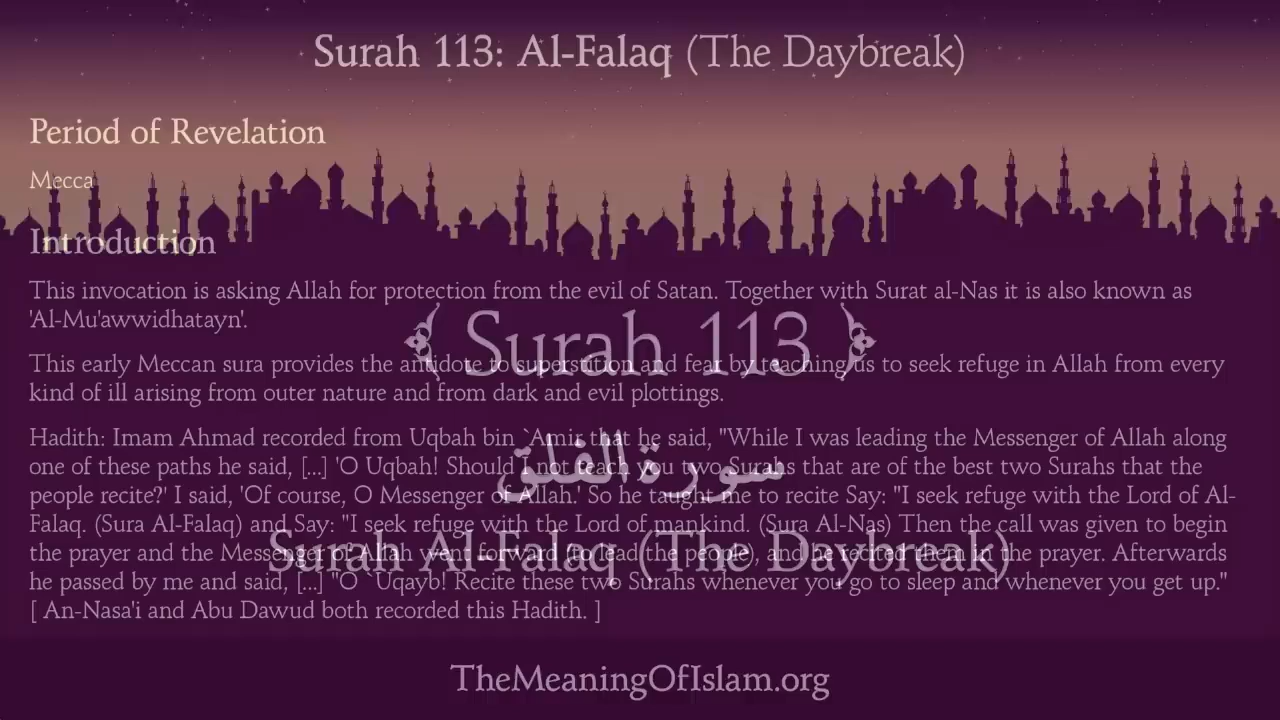 Surah 113: Al-Falaq (The Daybreak)
Period of Revelation
Mecca
Introduction
This invocation is asking Allah for protection from the evil of Satan. Together with Surat al-Nas it is also known as
'Al-Mu'awwidhatayn'.
Surah 113
This early Meccan sura provides the antidote to superstition and fear by teaching us to seek refuge in Allah from every
kind of ill arising from outer nature and from dark and evil plottings.
Hadith: Imam Ahmad recorded from Uqbah bin `Amir that he said, "While I was leading the Messenger of Allah along
one of these paths he said, [...] 'O Uqbah! Should I not teach you two Surahs that are of the best two Surahs that the
سورة الفلق
people recite?' I said, 'Of course, O Messenger of Allah.' So he taught me to recite Say: "I seek refuge with the Lord of Al-
Falaq. (Sura Al-Falaq) and Say: "I seek refuge with the Lord of mankind. (Sura Al-Nas) Then the call was given to begin
the prayer and the Messenger of Allah went forward (to lead the people), and he recited them in the prayer. Afterwards
Surah Al-Falaq (The Daybreak)
he passed by me and said, [...] "O `Uqayb! Recite these two Surahs whenever you go to sleep and whenever you get up."
[ An-Nasa'i and Abu Dawud both recorded this Hadith. ]
TheMeaningOfIslam.org